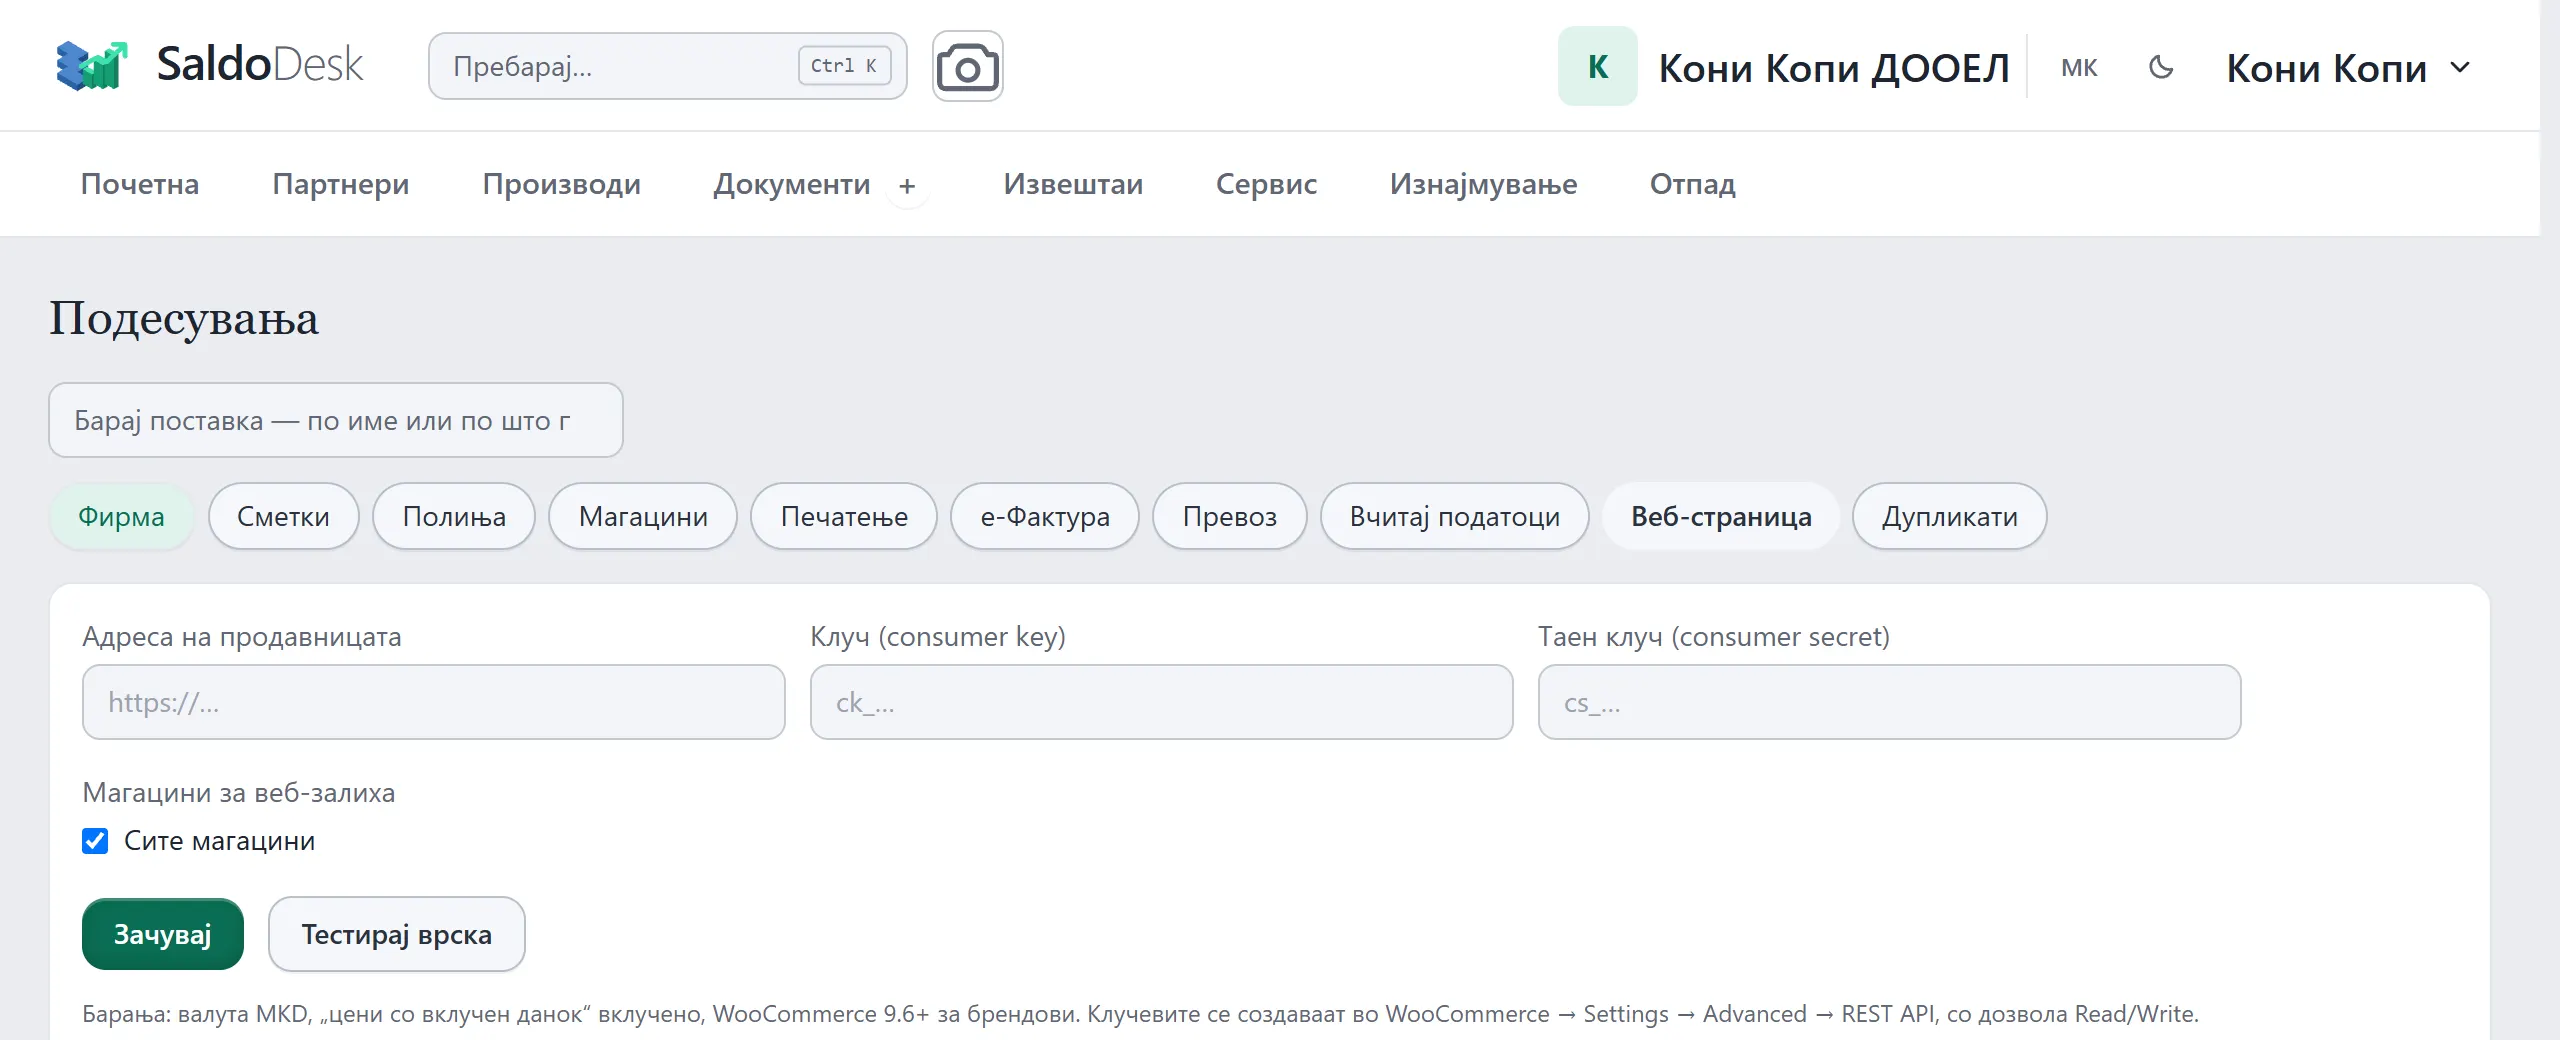 SaldoDesk
Пребарај...
Ctrl K
К
Кони Копи ДООЕЛ
МК
Кони Копи
Почетна
Партнери
Производи
Документи
+
Извештаи
Сервис
Изнајмување
Отпад
Подесувања
Барај поставка — по име или по што г
Фирма
Сметки
Полиња
Магацини
Печатење
е-Фактура
Превоз
Вчитај податоци
Веб-страница
Дупликати
Адреса на продавницата
Клуч (consumer key)
Таен клуч (consumer secret)
https://...
ck_...
cs_...
Магацини за веб-залиха
Сите магацини
Зачувај
Тестирај врска
Барања: валута MKD, „цени со вклучен данок“ вклучено, WooCommerce 9.6+ за брендови. Клучевите се создаваат во WooCommerce → Settings → Advanced → REST API, со дозвола Read/Write.